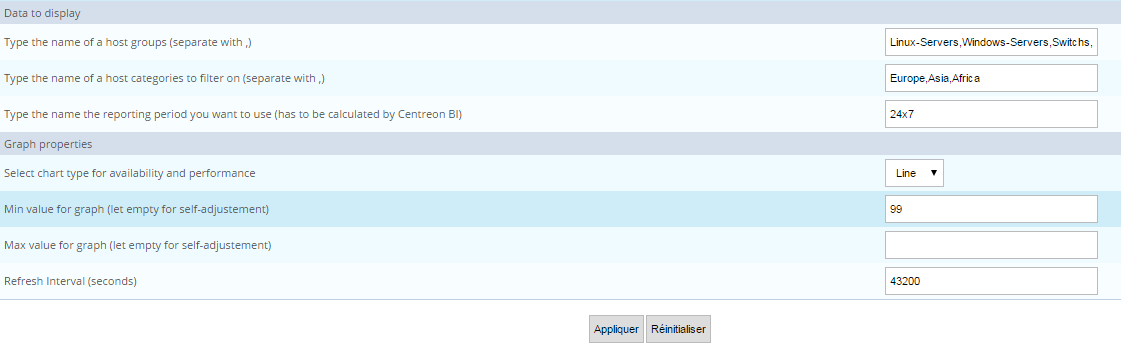 Data to display
Type the name of a host groups (separate with ,) Linux-Servers,Windows-Servers,Switchs,
Type the name of a host categories to filter on (separate with ,) Europe,Asia,Africa
Type the name the reporting period you want to use (has to be calculated by Centreon BI) 24x7
Graph properties
Select chart type for availability and performance Line
Min value for graph (let empty for self-adjustement) 99
Max value for graph (let empty for self-adjustement)
Refresh Interval (seconds) 43200
Appliquer Réinitialiser